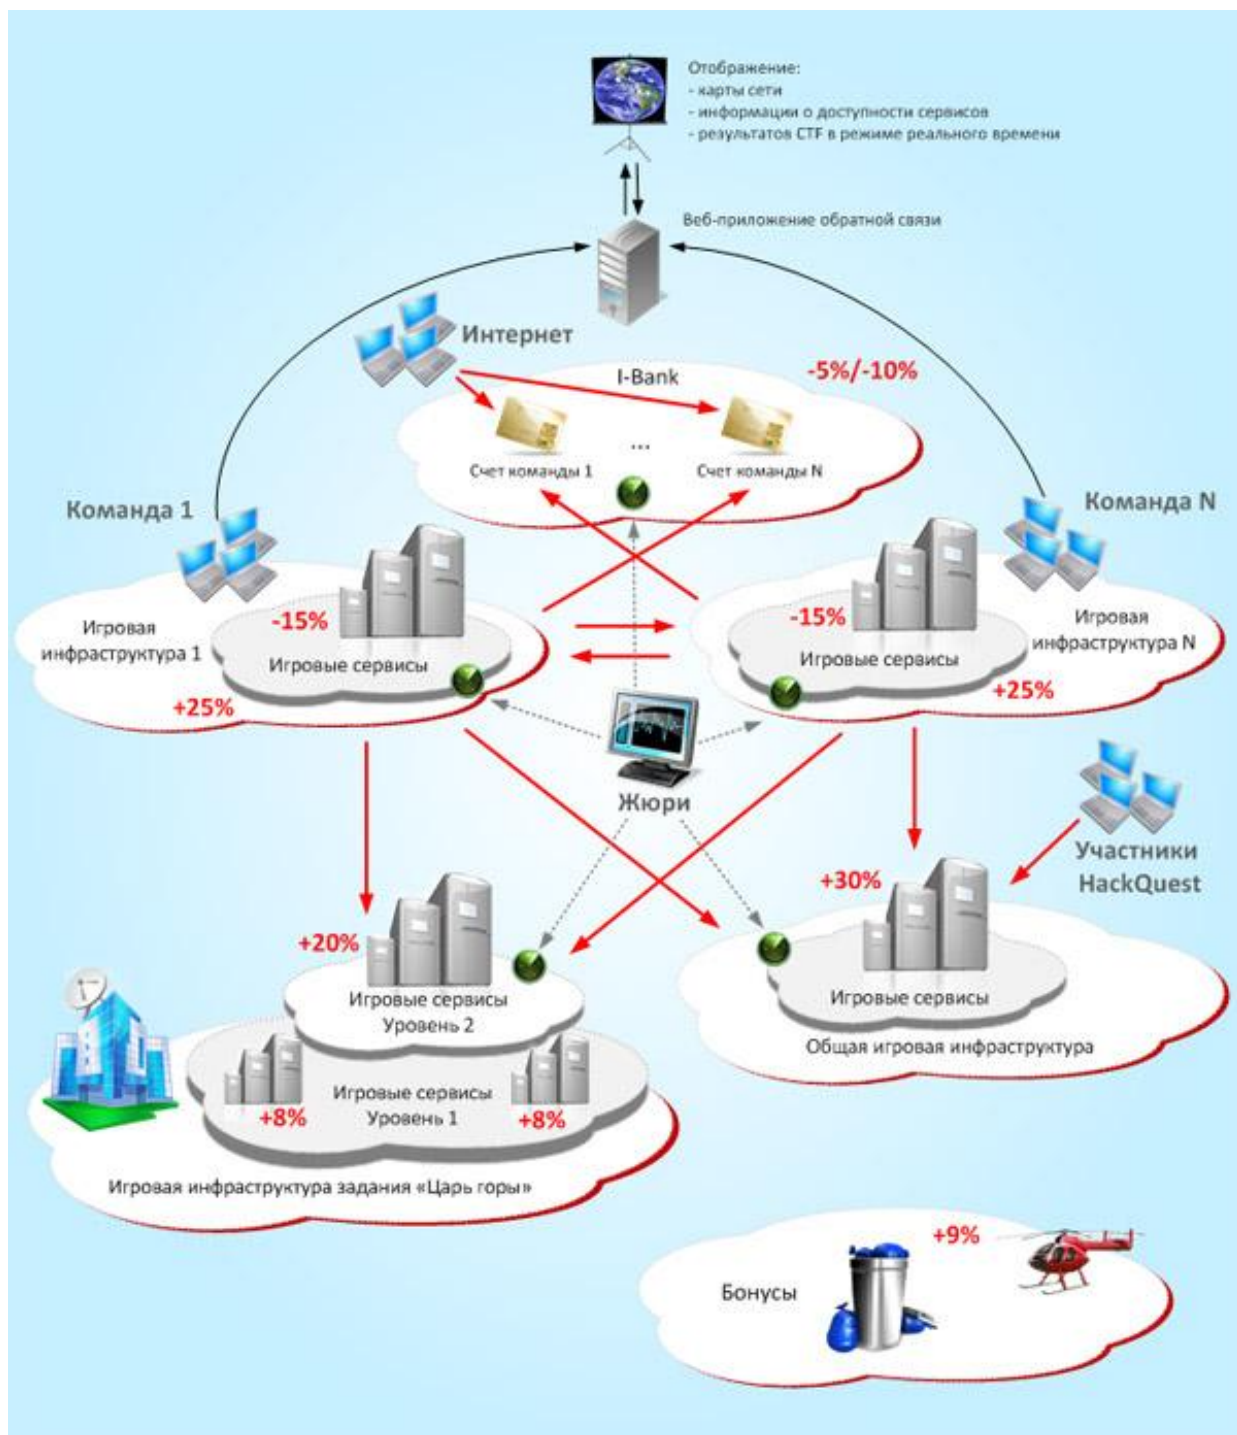 Отображение:
- карты сети
- информации о доступности сервисов
- результатов CTF в режиме реального времени
Веб-приложение обратной связи
Интернет
-5%/-10%
I-Bank
...
Счет команды 1
Счет команды N
Команда 1
Команда N
-15%
Игровая
инфраструктура 1
Игровые сервисы
+25%
-15%
Игровая
инфраструктура N
Игровые сервисы
+25%
Жюри
Участники
HackQuest
+20%
Игровые сервисы
Уровень 2
Игровые сервисы
Уровень 1
+8%
+8%
Игровая инфраструктура задания «Царь горы»
+30%
Игровые сервисы
Общая игровая инфраструктура
+9%
Бонусы